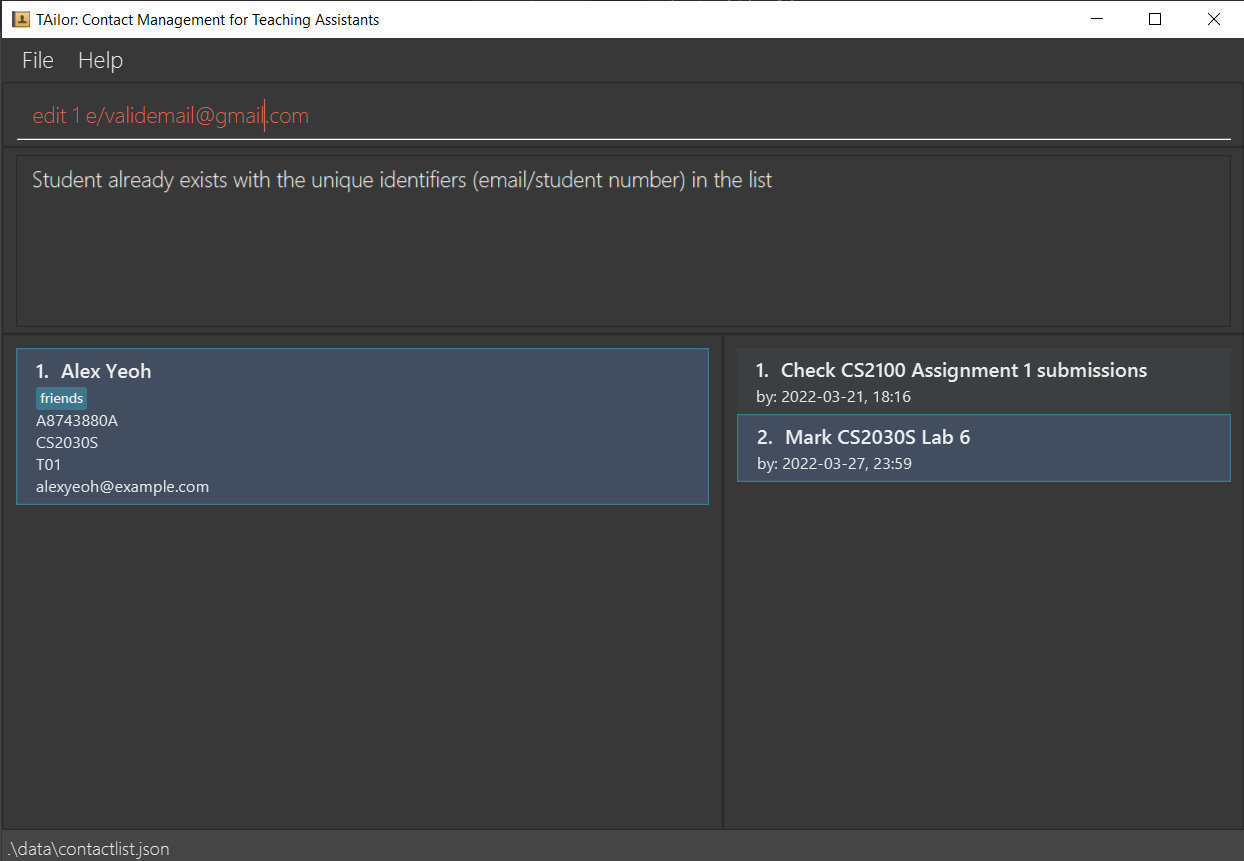 TAilor: Contact Management for Teaching Assistants
File Help
edit 1 e/validemail@gmail.com
Student already exists with the unique identifiers (email/student number) in the list
1. Alex Yeoh
friends
A8743880A
CS2030S
T01
alexyeoh@example.com
1. Check CS2100 Assignment 1 submissions
by: 2022-03-21, 18:16
2. Mark CS2030S Lab 6
by: 2022-03-27, 23:59
.\data\contactlist.json